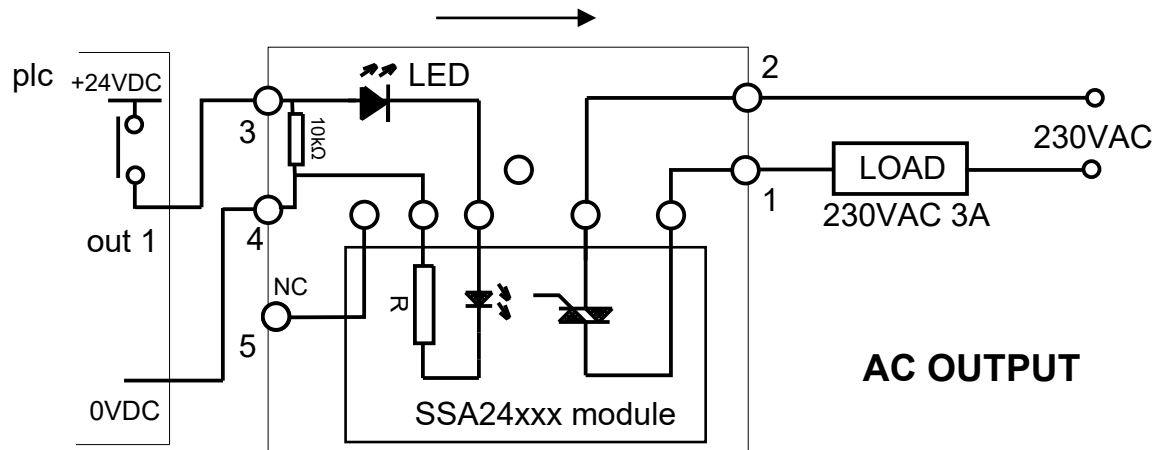 plc
+24VDC
LED
2
230VAC
3
10kΩ
LOAD
1
230VAC 3A
out 1
4
NC
R
5
AC OUTPUT
0VDC
SSA24xxx module